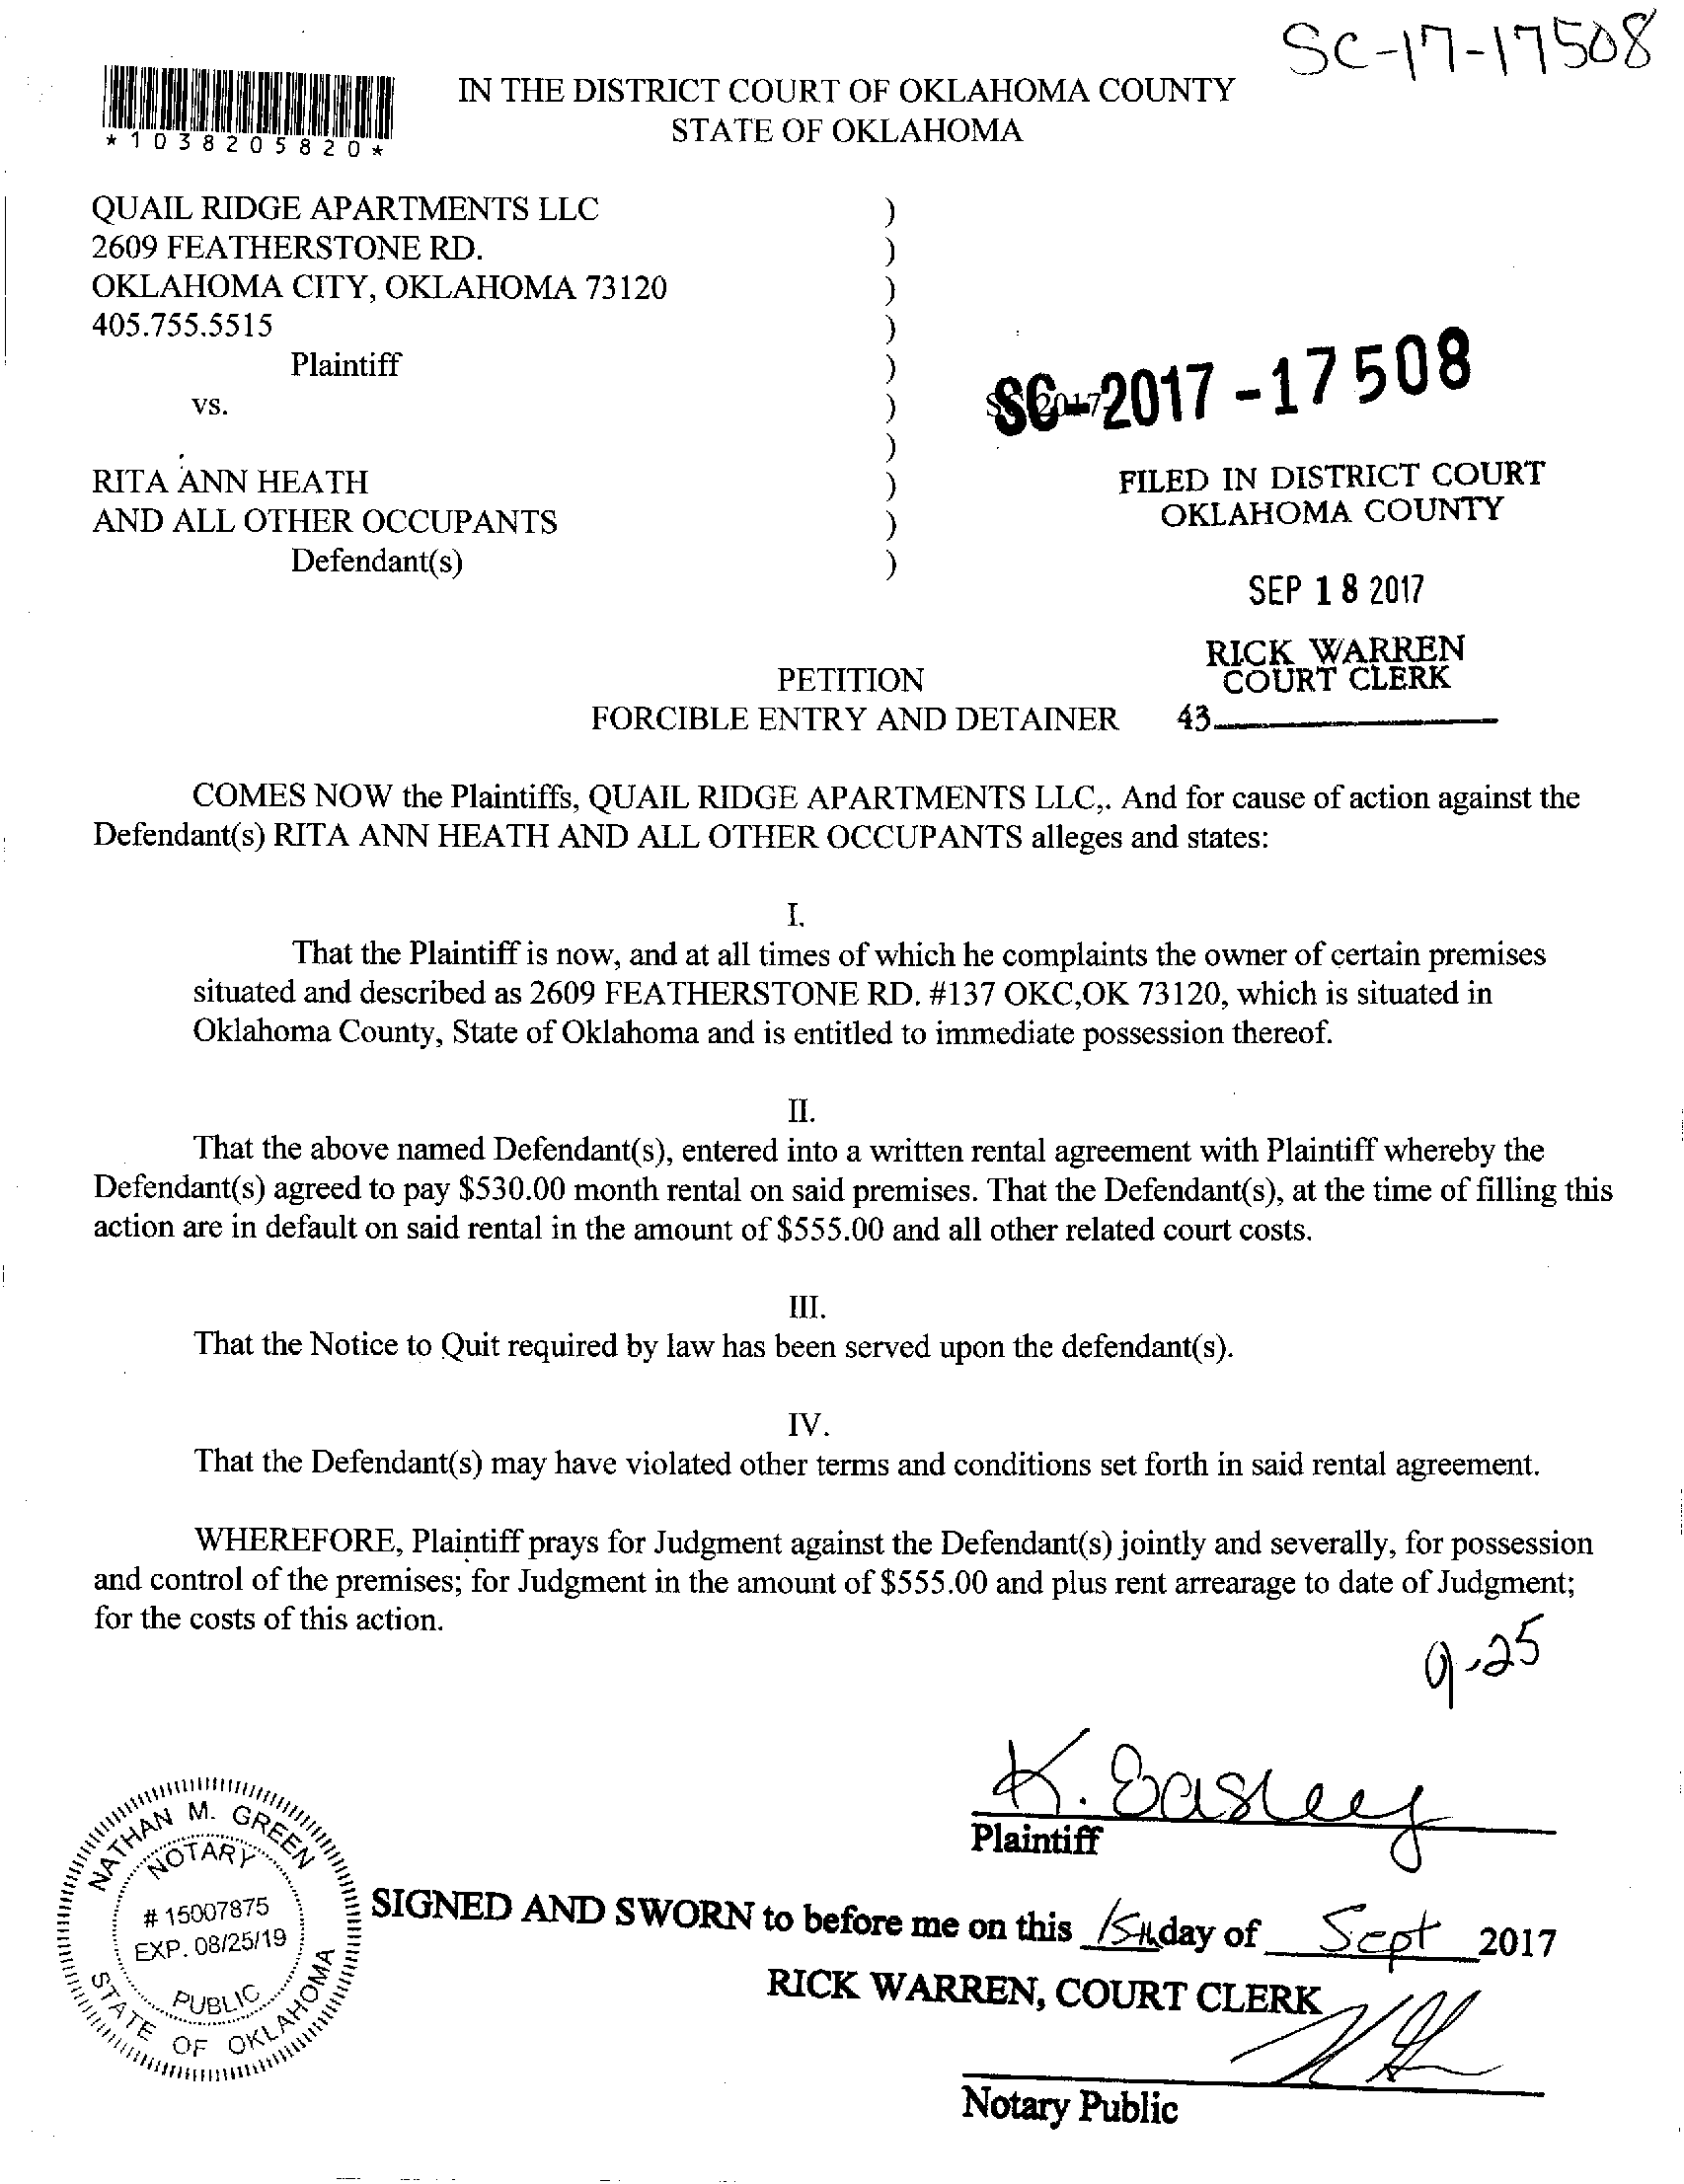 SC-17-17508
IN THE DISTRICT COURT OF OKLAHOMA COUNTY
STATE OF OKLAHOMA
*1038205820*
QUAIL RIDGE APARTMENTS LLC )
2609 FEATHERSTONE RD. )
OKLAHOMA CITY, OKLAHOMA 73120 )
405.755.5515 )
Plaintiff )
vs. )
)
RITA ANN HEATH )
AND ALL OTHER OCCUPANTS )
Defendant(s) )
SC-2017-17508
FILED IN DISTRICT COURT
OKLAHOMA COUNTY
SEP 18 2017
RICK WARREN
COURT CLERK
43
PETITION
FORCIBLE ENTRY AND DETAINER
COMES NOW the Plaintiffs, QUAIL RIDGE APARTMENTS LLC,. And for cause of action against the
Defendant(s) RITA ANN HEATH AND ALL OTHER OCCUPANTS alleges and states:
I.
That the Plaintiff is now, and at all times of which he complaints the owner of certain premises
situated and described as 2609 FEATHERSTONE RD. #137 OKC,OK 73120, which is situated in
Oklahoma County, State of Oklahoma and is entitled to immediate possession thereof.
II.
That the above named Defendant(s), entered into a written rental agreement with Plaintiff whereby the
Defendant(s) agreed to pay $530.00 month rental on said premises. That the Defendant(s), at the time of filling this
action are in default on said rental in the amount of $555.00 and all other related court costs.
III.
That the Notice to Quit required by law has been served upon the defendant(s).
IV.
That the Defendant(s) may have violated other terms and conditions set forth in said rental agreement.
WHEREFORE, Plaintiff prays for Judgment against the Defendant(s) jointly and severally, for possession
and control of the premises; for Judgment in the amount of $555.00 and plus rent arrearage to date of Judgment;
for the costs of this action.
9-25
K. Easley
Plaintiff
NATHAN M. GREEN
NOTARY
# 15007875
EXP. 08/25/19
PUBLIC
STATE OF OKLAHOMA
SIGNED AND SWORN to before me on this day of Sept 2017
RICK WARREN, COURT CLERK
Notary Public